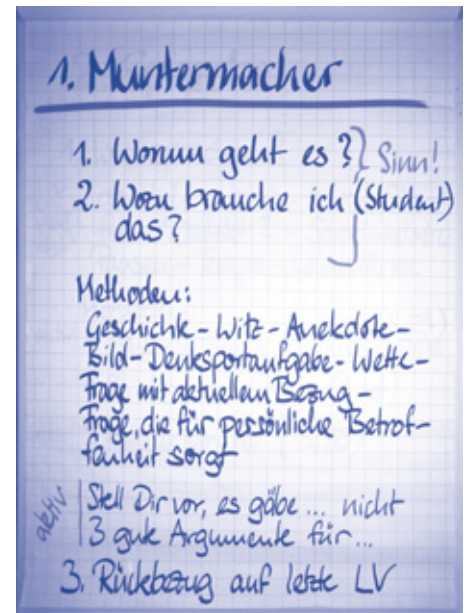 1. Muntermacher
1. Worum geht es? } Sinn!
2. Wozu brauche ich (Student)
das?
Methoden:
Geschichte - Witz - Anekdote -
Bild - Denksportaufgabe - Wette -
Frage mit aktuellem Bezug -
Frage, die für persönliche Betrof-
fenheit sorgt
aktiv
Stell Dir vor, es gäbe ... nicht
3 gute Argumente für...
3. Rückbezug auf letzte LV